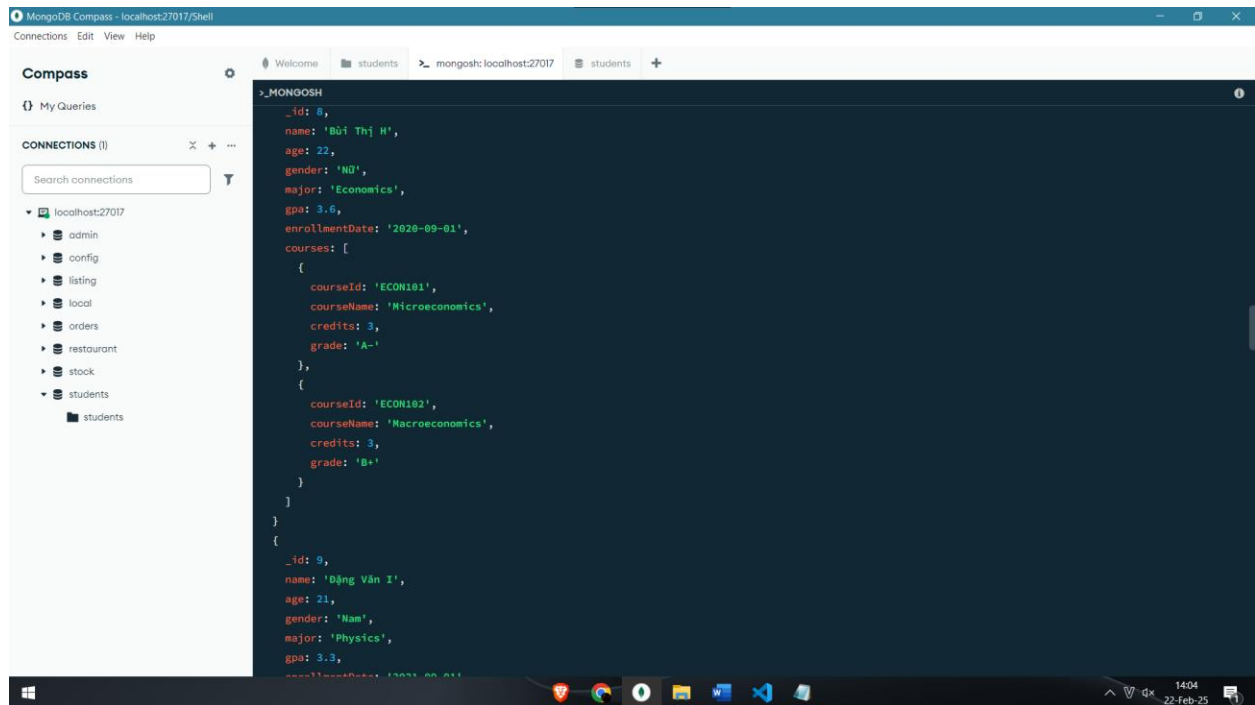 MongoDB Compass - localhost:27017/Shell
Connections Edit View Help
Compass
{} My Queries
CONNECTIONS (1)
Search connections
localhost:27017
admin
config
listing
local
orders
restaurant
stock
students
students
Welcome students >_ mongosh: localhost:27017 students +
>_MONGOSH
_id: 8,
name: 'Bùi Thị H',
age: 22,
gender: 'Nữ',
major: 'Economics',
gpa: 3.6,
enrollmentDate: '2020-09-01',
courses: [
{
courseId: 'ECON101',
courseName: 'Microeconomics',
credits: 3,
grade: 'A-'
},
{
courseId: 'ECON102',
courseName: 'Macroeconomics',
credits: 3,
grade: 'B+'
}
]
}
{
_id: 9,
name: 'Đặng Văn I',
age: 21,
gender: 'Nam',
major: 'Physics',
gpa: 3.3,
enrollmentDate: '2021-09-01'
14:04
22-Feb-25